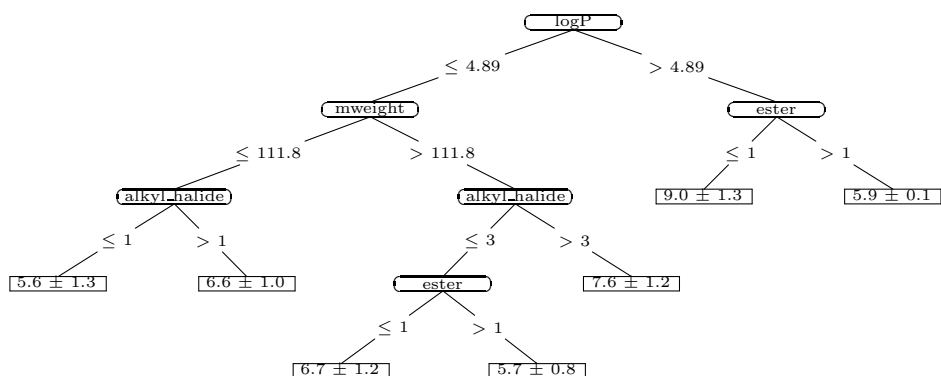 logP
≤ 4.89
> 4.89
mweight
ester
≤ 111.8
> 111.8
≤ 1
> 1
alkyl_halide
alkyl_halide
9.0 ± 1.3
5.9 ± 0.1
≤ 1
> 1
≤ 3
> 3
5.6 ± 1.3
6.6 ± 1.0
ester
7.6 ± 1.2
≤ 1
> 1
6.7 ± 1.2
5.7 ± 0.8